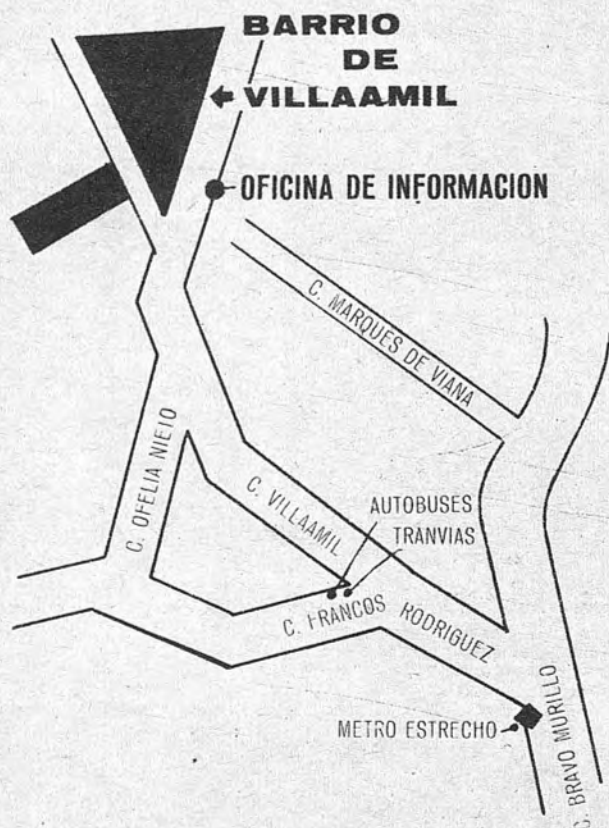 BARRIO
DE
VILLAAMIL
OFICINA DE INFORMACION
C. MARQUES DE VIANA
C. OFELIA NIETO
C. VILLAAMIL
AUTOBUSES
TRANVIAS
C. FRANCOS RODRIGUEZ
METRO ESTRECHO
C. BRAVO MURILLO